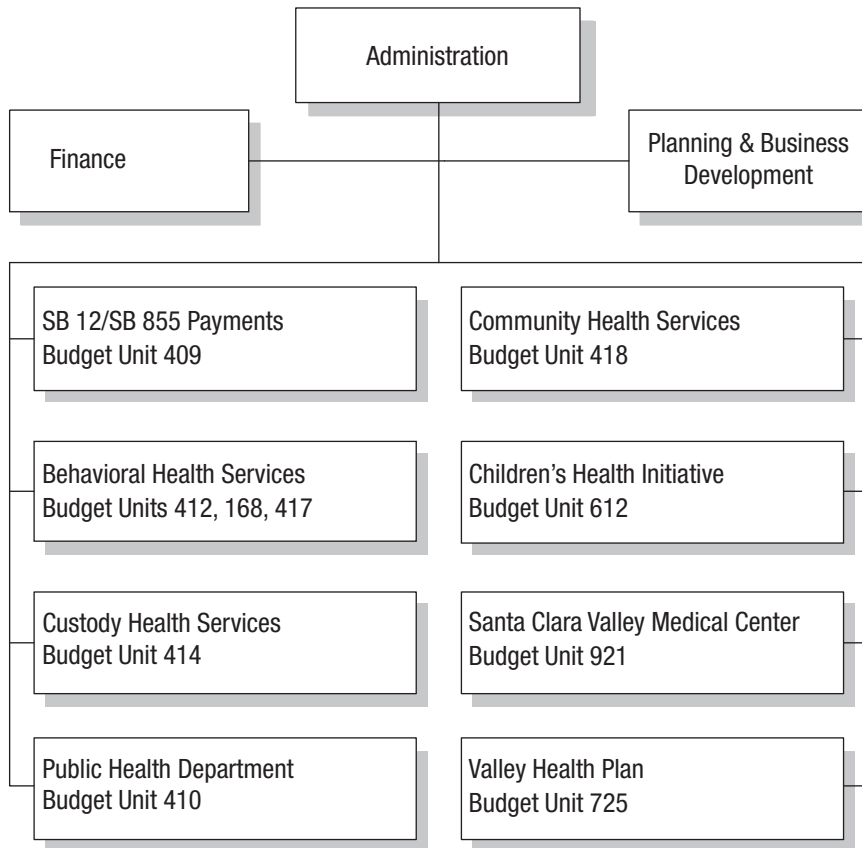 Administration
Finance
Planning & Business
Development
SB 12/SB 855 Payments
Budget Unit 409
Community Health Services
Budget Unit 418
Behavioral Health Services
Budget Units 412, 168, 417
Children’s Health Initiative
Budget Unit 612
Custody Health Services
Budget Unit 414
Santa Clara Valley Medical Center
Budget Unit 921
Public Health Department
Budget Unit 410
Valley Health Plan
Budget Unit 725